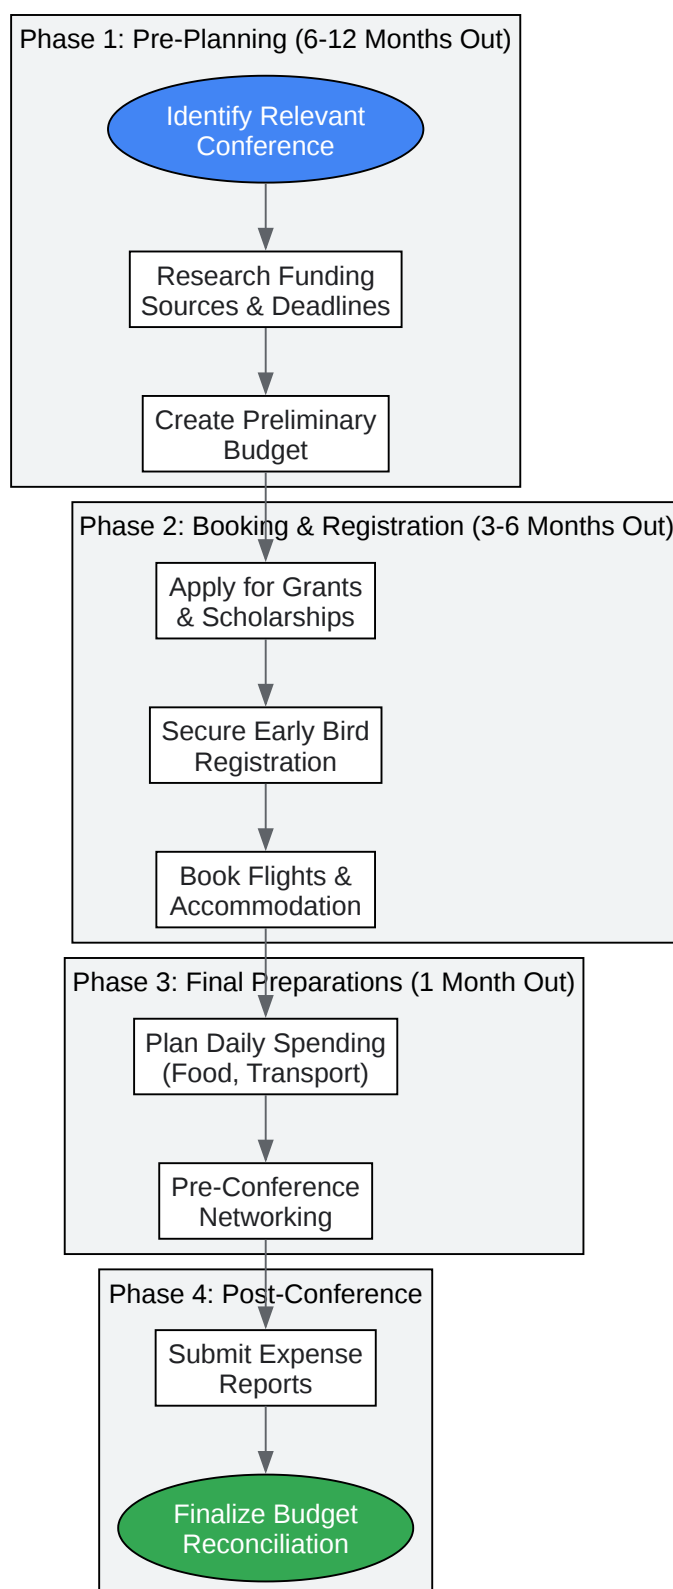 Phase 1: Pre-Planning (6-12 Months Out)
Identify Relevant
Conference
Research Funding
Sources & Deadlines
Create Preliminary
Budget
Phase 2: Booking & Registration (3-6 Months Out)
Apply for Grants
& Scholarships
Secure Early Bird
Registration
Book Flights &
Accommodation
Phase 3: Final Preparations (1 Month Out)
Plan Daily Spending
(Food, Transport)
Pre-Conference
Networking
Phase 4: Post-Conference
Submit Expense
Reports
Finalize Budget
Reconciliation